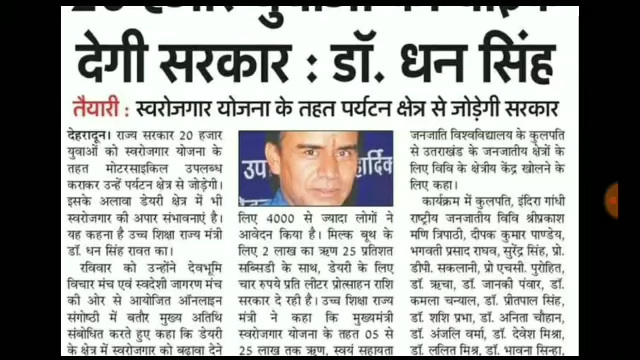 20 हजार युवाओं को बाइक
देगी सरकार : डॉ. धन सिंह
तैयारी : स्वरोजगार योजना के तहत पर्यटन क्षेत्र से जोड़ेगी सरकार
देहरादून। राज्य सरकार 20 हजार
युवाओं को स्वरोजगार योजना के
तहत मोटरसाइकिल उपलब्ध
कराकर उन्हें पर्यटन क्षेत्र से जोड़ेगी।
इसके अलावा डेयरी क्षेत्र में भी
स्वरोजगार की अपार संभावनाएं है।
यह कहना है उच्च शिक्षा राज्य मंत्री
डॉ. धन सिंह रावत का।
रविवार को उन्होंने देवभूमि
विचार मंच एवं स्वदेशी जागरण मंच
की ओर से आयोजित ऑनलाइन
संगोष्ठी में बतौर मुख्य अतिथि
संबोधित करते हुए कहा कि डेयरी
के क्षेत्र में स्वरोजगार को बढ़ावा देने
उप
हार्दिक
लिए 4000 से ज्यादा लोगों ने
आवेदन किया है। मिल्क बूथ के
लिए 2 लाख का ऋण 25 प्रतिशत
सब्सिडी के साथ, डेयरी के लिए
चार रुपये प्रति लीटर प्रोत्साहन राशि
सरकार दे रही है। उच्च शिक्षा राज्य
मंत्री ने कहा कि मुख्यमंत्री
स्वरोजगार योजना के तहत 05 से
25 लाख तक ऋण, स्वयं सहायता
जनजाति विश्वविद्यालय के कुलपति
से उतराखंड के जनजातीय क्षेत्रों के
लिए विवि के क्षेत्रीय केंद्र खोलने के
लिए कहा।
कार्यक्रम में कुलपति, इंदिरा गांधी
राष्ट्रीय जनजातीय विवि श्रीप्रकाश
मणि त्रिपाठी, दीपक कुमार पाण्डेय,
भगवती प्रसाद राघव, सुरेंद्र सिंह, प्रो.
डीपी. सकलानी, प्रो एचसी. पुरोहित,
डॉ. ऋचा, डॉ. जानकी पंवार, डॉ.
कमला चन्याल, डॉ. प्रीतपाल सिंह,
डॉ. शशि प्रभा, डॉ. अनिता चौहान,
डॉ. अंजलि वर्मा, डॉ. देवेश मिश्रा,
डॉ. ललित मिश्र, डॉ. भावना सिन्हा